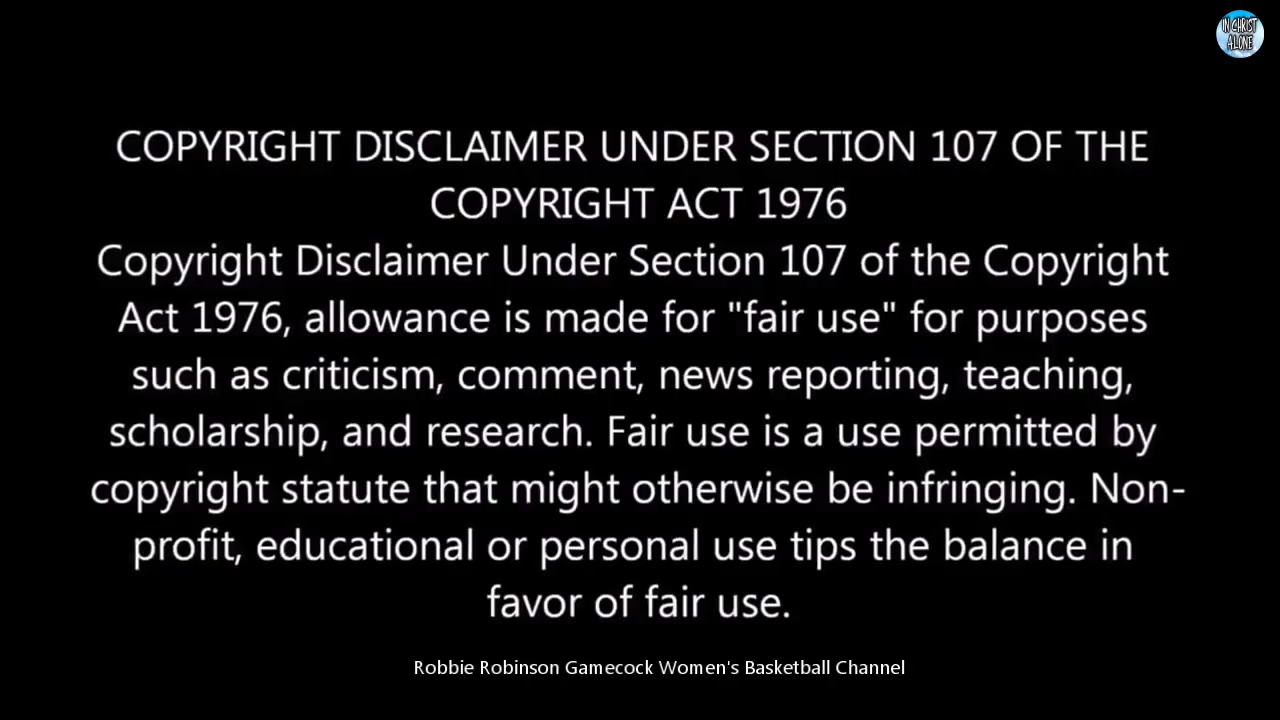 IN CHRIST
ALONE
COPYRIGHT DISCLAIMER UNDER SECTION 107 OF THE
COPYRIGHT ACT 1976
Copyright Disclaimer Under Section 107 of the Copyright
Act 1976, allowance is made for "fair use" for purposes
such as criticism, comment, news reporting, teaching,
scholarship, and research. Fair use is a use permitted by
copyright statute that might otherwise be infringing. Non-
profit, educational or personal use tips the balance in
favor of fair use.
Robbie Robinson Gamecock Women's Basketball Channel